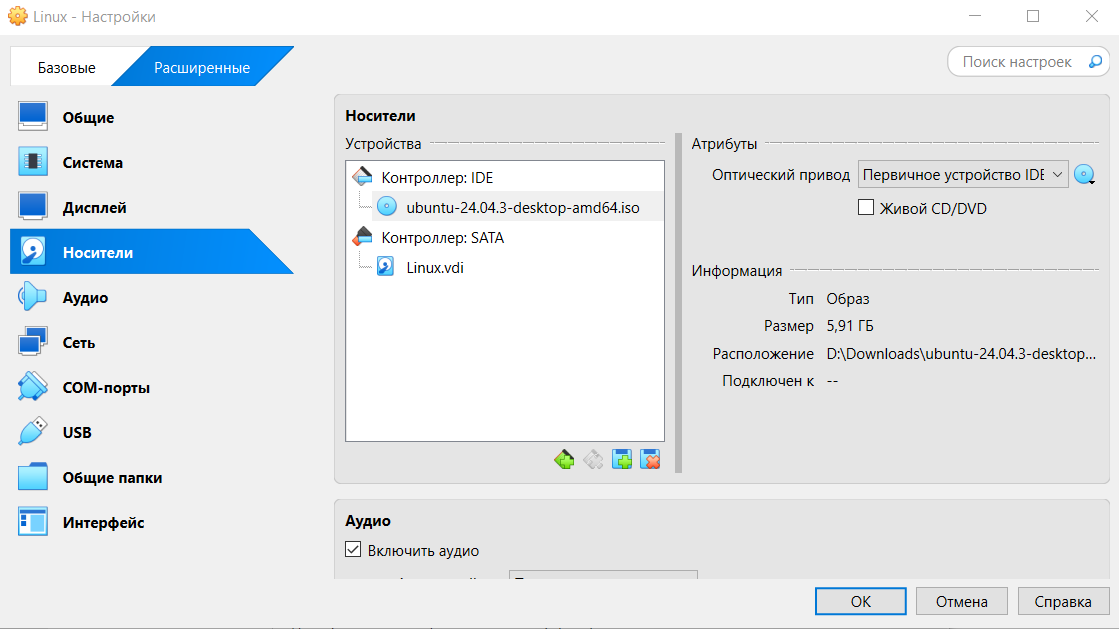 Linux - Настройки
Базовые
Расширенные
Поиск настроек
Общие
Система
Дисплей
Носители
Аудио
Сеть
COM-порты
USB
Общие папки
Интерфейс
Носители
Устройства
Контроллер: IDE
ubuntu-24.04.3-desktop-amd64.iso
Контроллер: SATA
Linux.vdi
Атрибуты
Оптический привод Первичное устройство IDE
Живой CD/DVD
Информация
Тип Образ
Размер 5,91 ГБ
Расположение D:\Downloads\ubuntu-24.04.3-desktop...
Подключен к --
Аудио
Включить аудио
OK Отмена Справка